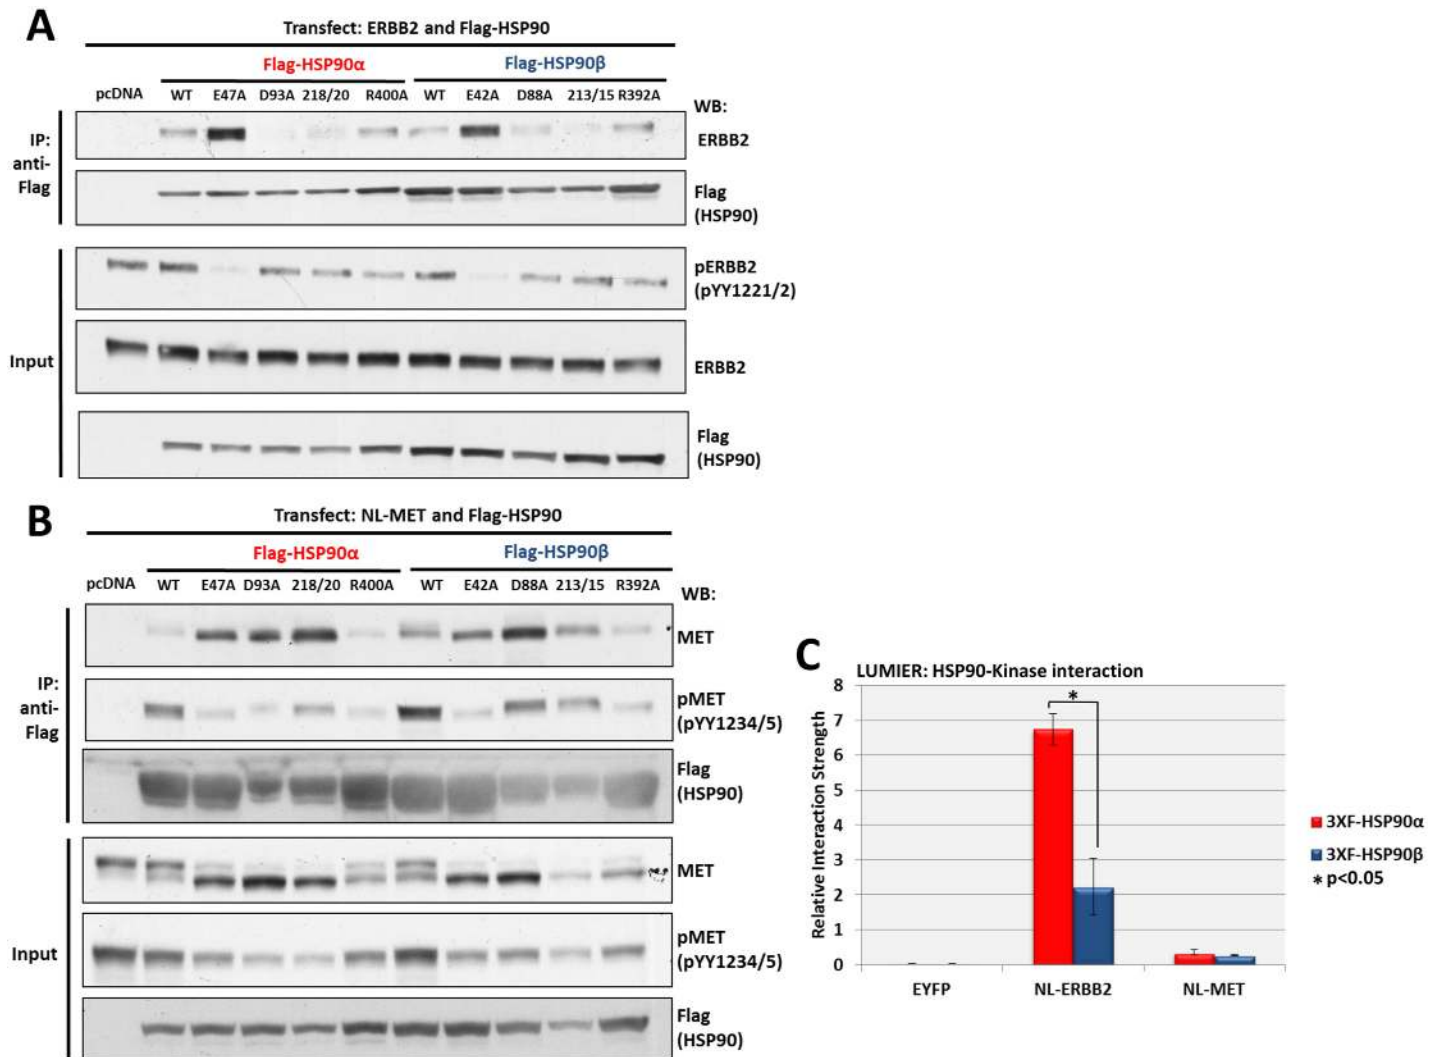 A
Transfect: ERBB2 and Flag-HSP90
Flag-HSP90α Flag-HSP90β
pcDNA WT E47A D93A 218/20 R400A WT E42A D88A 213/15 R392A
WB:
IP:
anti-
Flag
ERBB2
Flag
(HSP90)
Input
pERBB2
(pYY1221/2)
ERBB2
Flag
(HSP90)
B
Transfect: NL-MET and Flag-HSP90
Flag-HSP90α Flag-HSP90β
pcDNA WT E47A D93A 218/20 R400A WT E42A D88A 213/15 R392A
WB:
IP:
anti-
Flag
MET
pMET
(pYY1234/5)
Flag
(HSP90)
Input
MET
pMET
(pYY1234/5)
Flag
(HSP90)
C
LUMIER: HSP90-Kinase interaction
Relative Interaction Strength
8
7
6
5
4
3
2
1
0
*
EYFP NL-ERBB2 NL-MET
3XF-HSP90α
3XF-HSP90β
* p<0.05